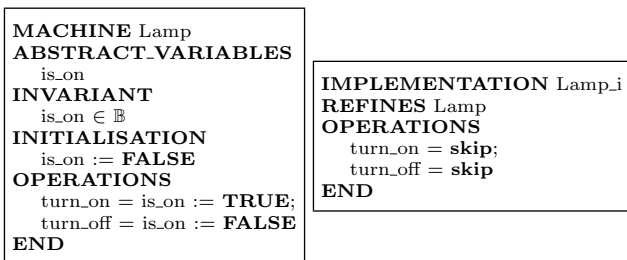 MACHINE Lamp
ABSTRACT_VARIABLES
is_on
INVARIANT
is_on ∈ 𝔹
INITIALISATION
is_on := FALSE
OPERATIONS
turn_on = is_on := TRUE;
turn_off = is_on := FALSE
END
IMPLEMENTATION Lamp_i
REFINES Lamp
OPERATIONS
turn_on = skip;
turn_off = skip
END